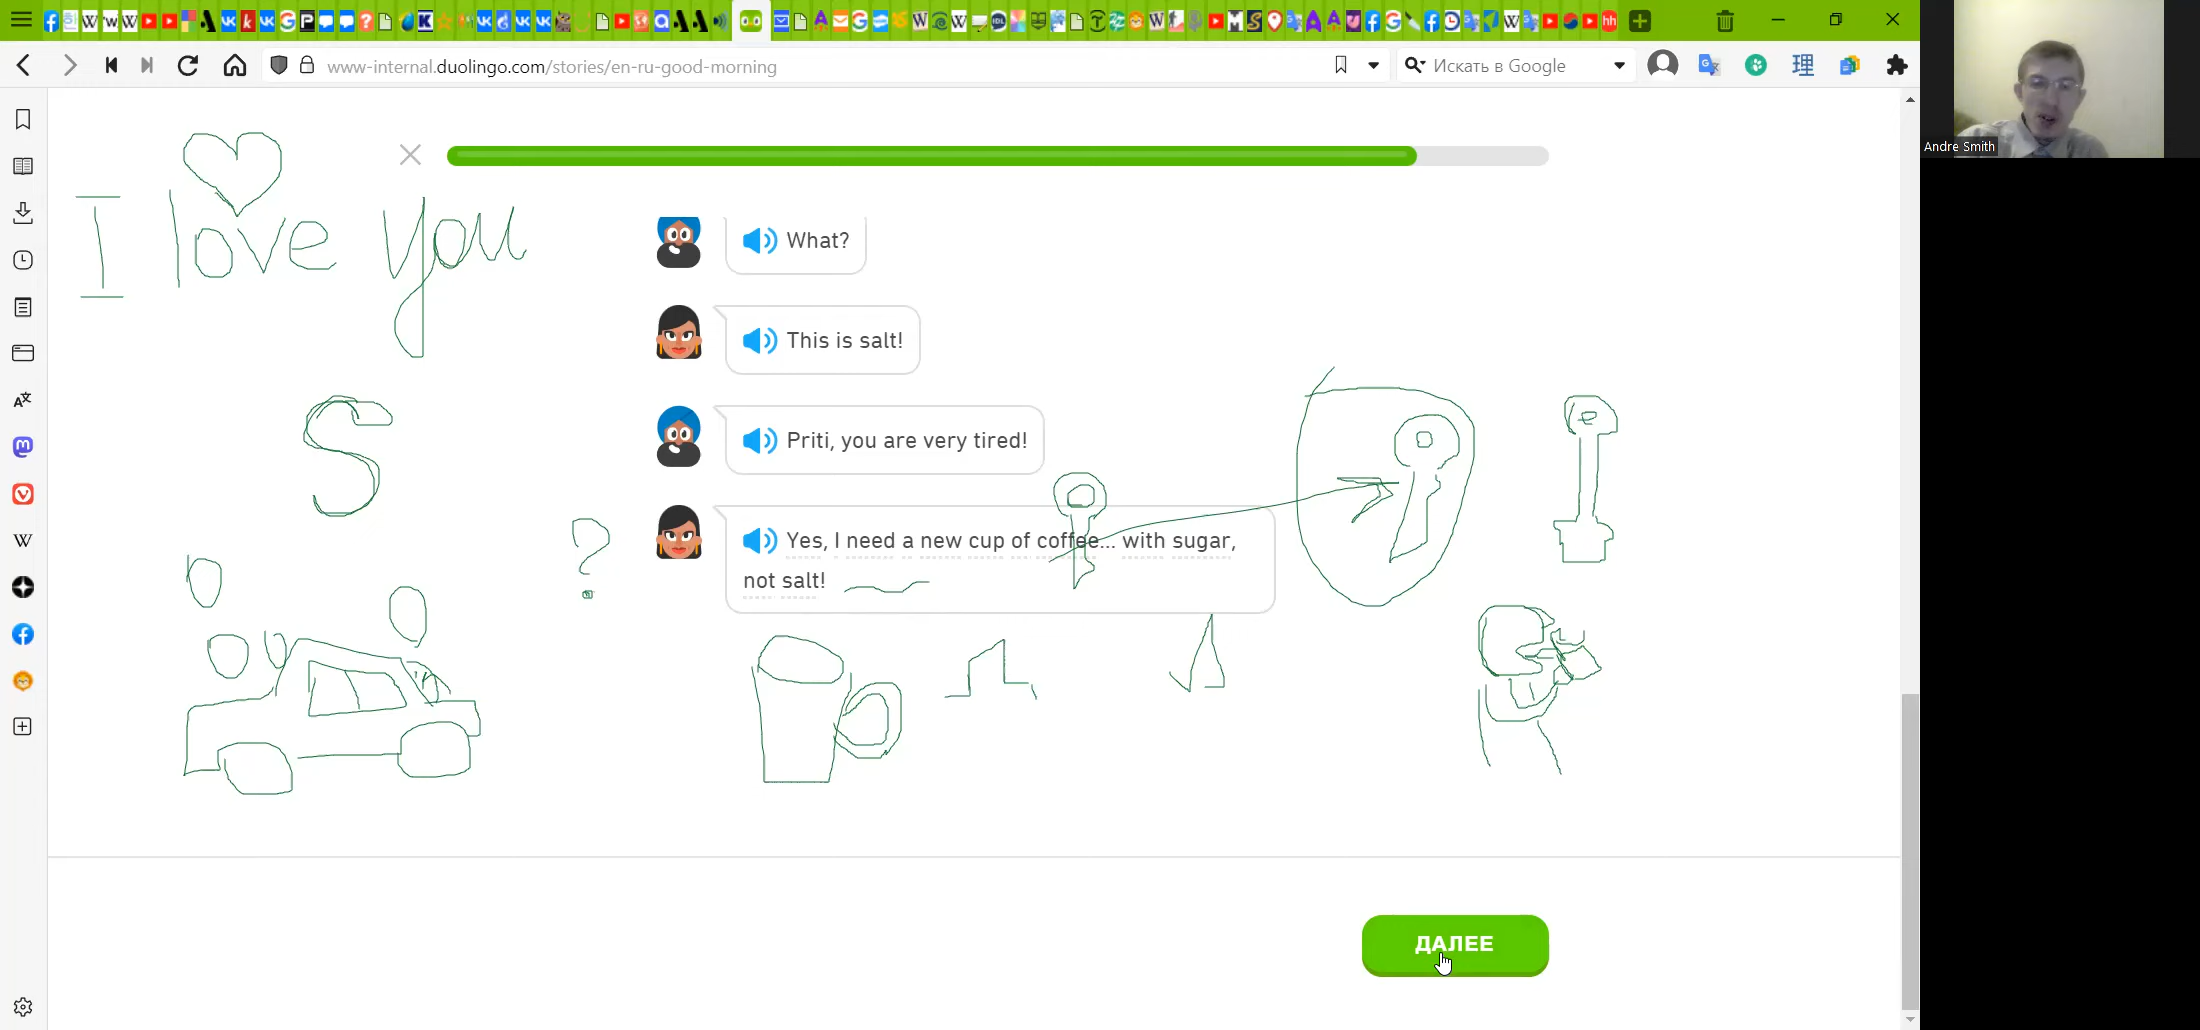 www-internal.duolingo.com/stories/en-ru-good-morning
Искать в Google
Andre Smith
I love you
What?
This is salt!
Priti, you are very tired!
S
?
Yes, I need a new cup of coffee... with sugar,
not salt!
ДАЛЕЕ